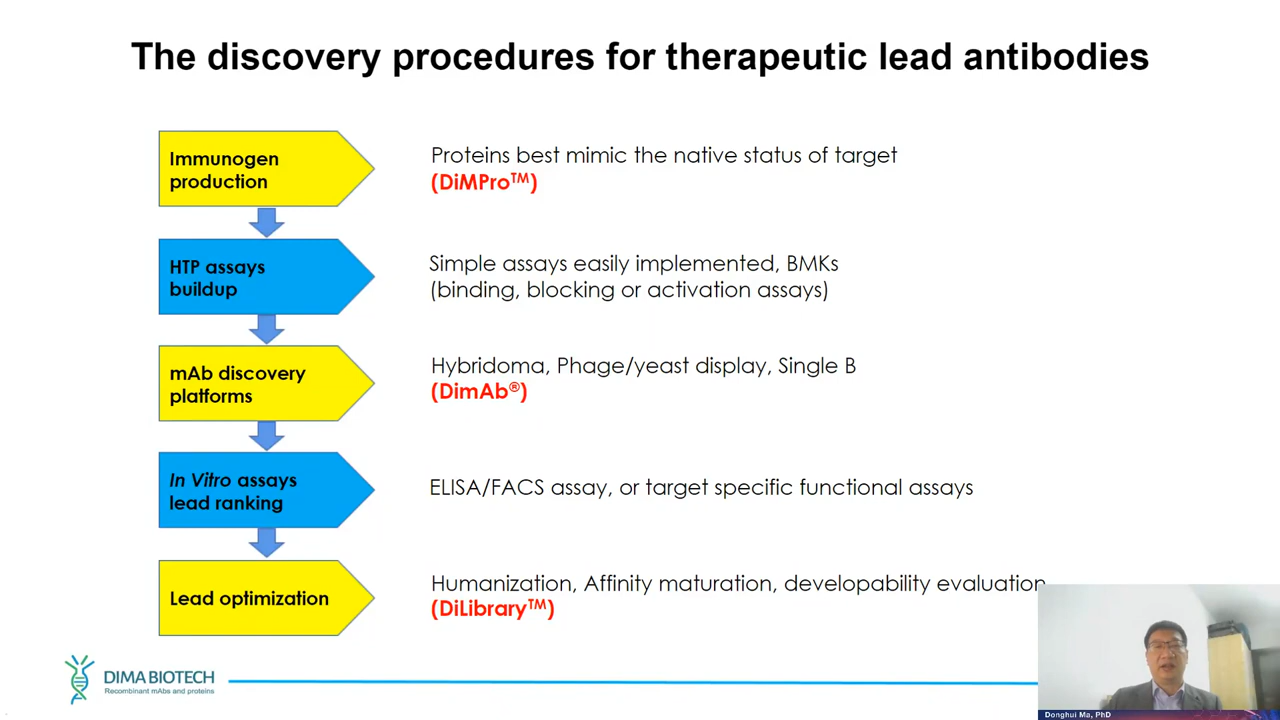 The discovery procedures for therapeutic lead antibodies
Immunogen
production
Proteins best mimic the native status of target
(DiMPro™)
HTP assays
buildup
Simple assays easily implemented, BMKs
(binding, blocking or activation assays)
mAb discovery
platforms
Hybridoma, Phage/yeast display, Single B
(DimAb®)
In Vitro assays
lead ranking
ELISA/FACS assay, or target specific functional assays
Lead optimization
Humanization, Affinity maturation, developability evaluation
(DiLibrary™)
DIMA BIOTECH
Recombinant mAbs and proteins
Donghui Ma, PhD